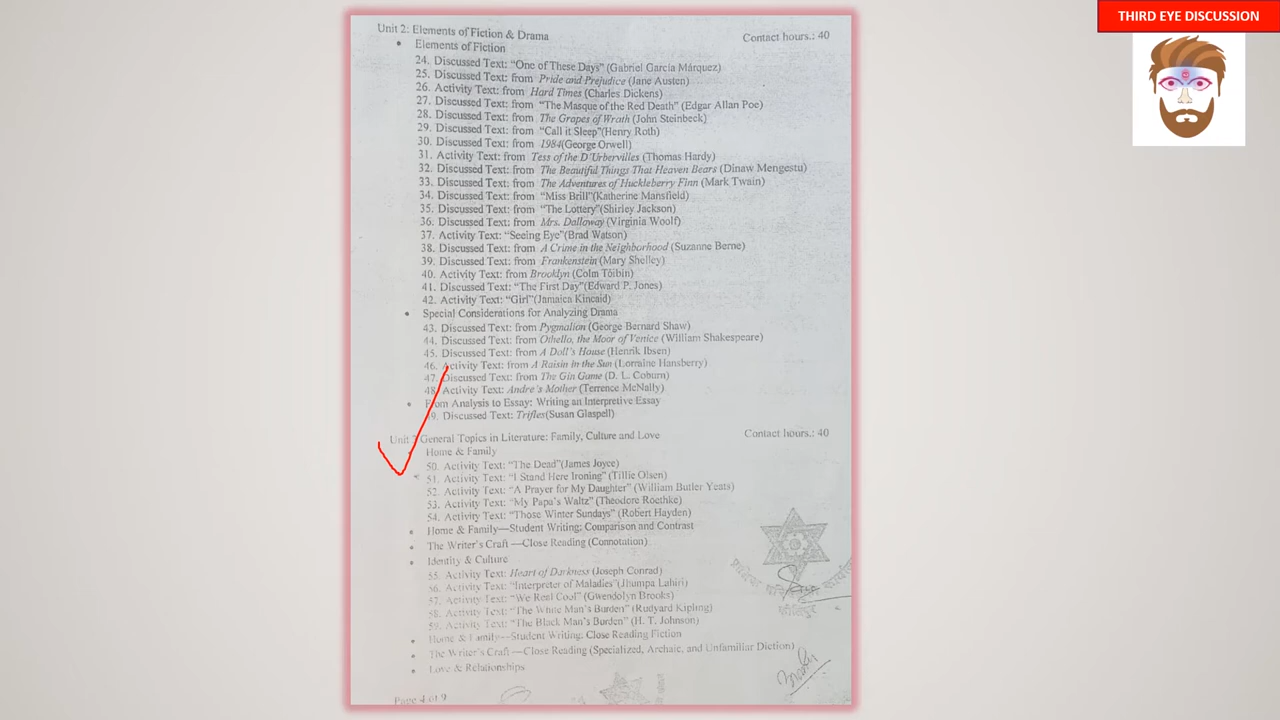 THIRD EYE DISCUSSION
Unit 2: Elements of Fiction & Drama Contact hours.: 40
• Elements of Fiction
24. Discussed Text: “One of These Days” (Gabriel García Márquez)
25. Discussed Text: from Pride and Prejudice (Jane Austen)
26. Activity Text: from Hard Times (Charles Dickens)
27. Discussed Text: from “The Masque of the Red Death” (Edgar Allan Poe)
28. Discussed Text: from The Grapes of Wrath (John Steinbeck)
29. Discussed Text: from “Call it Sleep”(Henry Roth)
30. Discussed Text: from 1984(George Orwell)
31. Activity Text: from Tess of the D'Urbervilles (Thomas Hardy)
32. Discussed Text: from The Beautiful Things That Heaven Bears (Dinaw Mengestu)
33. Discussed Text: from The Adventures of Huckleberry Finn (Mark Twain)
34. Discussed Text: from “Miss Brill”(Katherine Mansfield)
35. Discussed Text: from “The Lottery”(Shirley Jackson)
36. Discussed Text: from Mrs. Dalloway (Virginia Woolf)
37. Activity Text: “Seeing Eye”(Brad Watson)
38. Discussed Text: from A Crime in the Neighborhood (Suzanne Berne)
39. Discussed Text: from Frankenstein (Mary Shelley)
40. Activity Text: from Brooklyn (Colm Tóibín)
41. Discussed Text: “The First Day”(Edward P. Jones)
42. Activity Text: “Girl”(Jamaica Kincaid)
• Special Considerations for Analyzing Drama
43. Discussed Text: from Pygmalion (George Bernard Shaw)
44. Discussed Text: from Othello, the Moor of Venice (William Shakespeare)
45. Discussed Text: from A Doll's House (Henrik Ibsen)
46. Activity Text: from A Raisin in the Sun (Lorraine Hansberry)
47. Discussed Text: from The Gin Game (D. L. Coburn)
48. Activity Text: Andre's Mother (Terrence McNally)
• From Analysis to Essay: Writing an Interpretive Essay
9. Discussed Text: Trifles(Susan Glaspell)
Unit General Topics in Literature: Family, Culture and Love Contact hours.: 40
Home & Family
50. Activity Text: “The Dead”(James Joyce)
51. Activity Text: “I Stand Here Ironing” (Tillie Olsen)
52. Activity Text: “A Prayer for My Daughter” (William Butler Yeats)
53. Activity Text: “My Papa's Waltz” (Theodore Roethke)
54. Activity Text: “Those Winter Sundays” (Robert Hayden)
• Home & Family—Student Writing: Comparison and Contrast
• The Writer's Craft —Close Reading (Connotation)
• Identity & Culture
55. Activity Text: Heart of Darkness (Joseph Conrad)
56. Activity Text: “Interpreter of Maladies” (Jhumpa Lahiri)
57. Activity Text: “We Real Cool” (Gwendolyn Brooks)
58. Activity Text: “The White Man's Burden” (Rudyard Kipling)
59. Activity Text: “The Black Man's Burden” (H. T. Johnson)
• Home & Family—Student Writing: Close Reading Fiction
• The Writer's Craft —Close Reading (Specialized, Archaic, and Unfamiliar Diction)
• Love & Relationships
Page 4 of 9